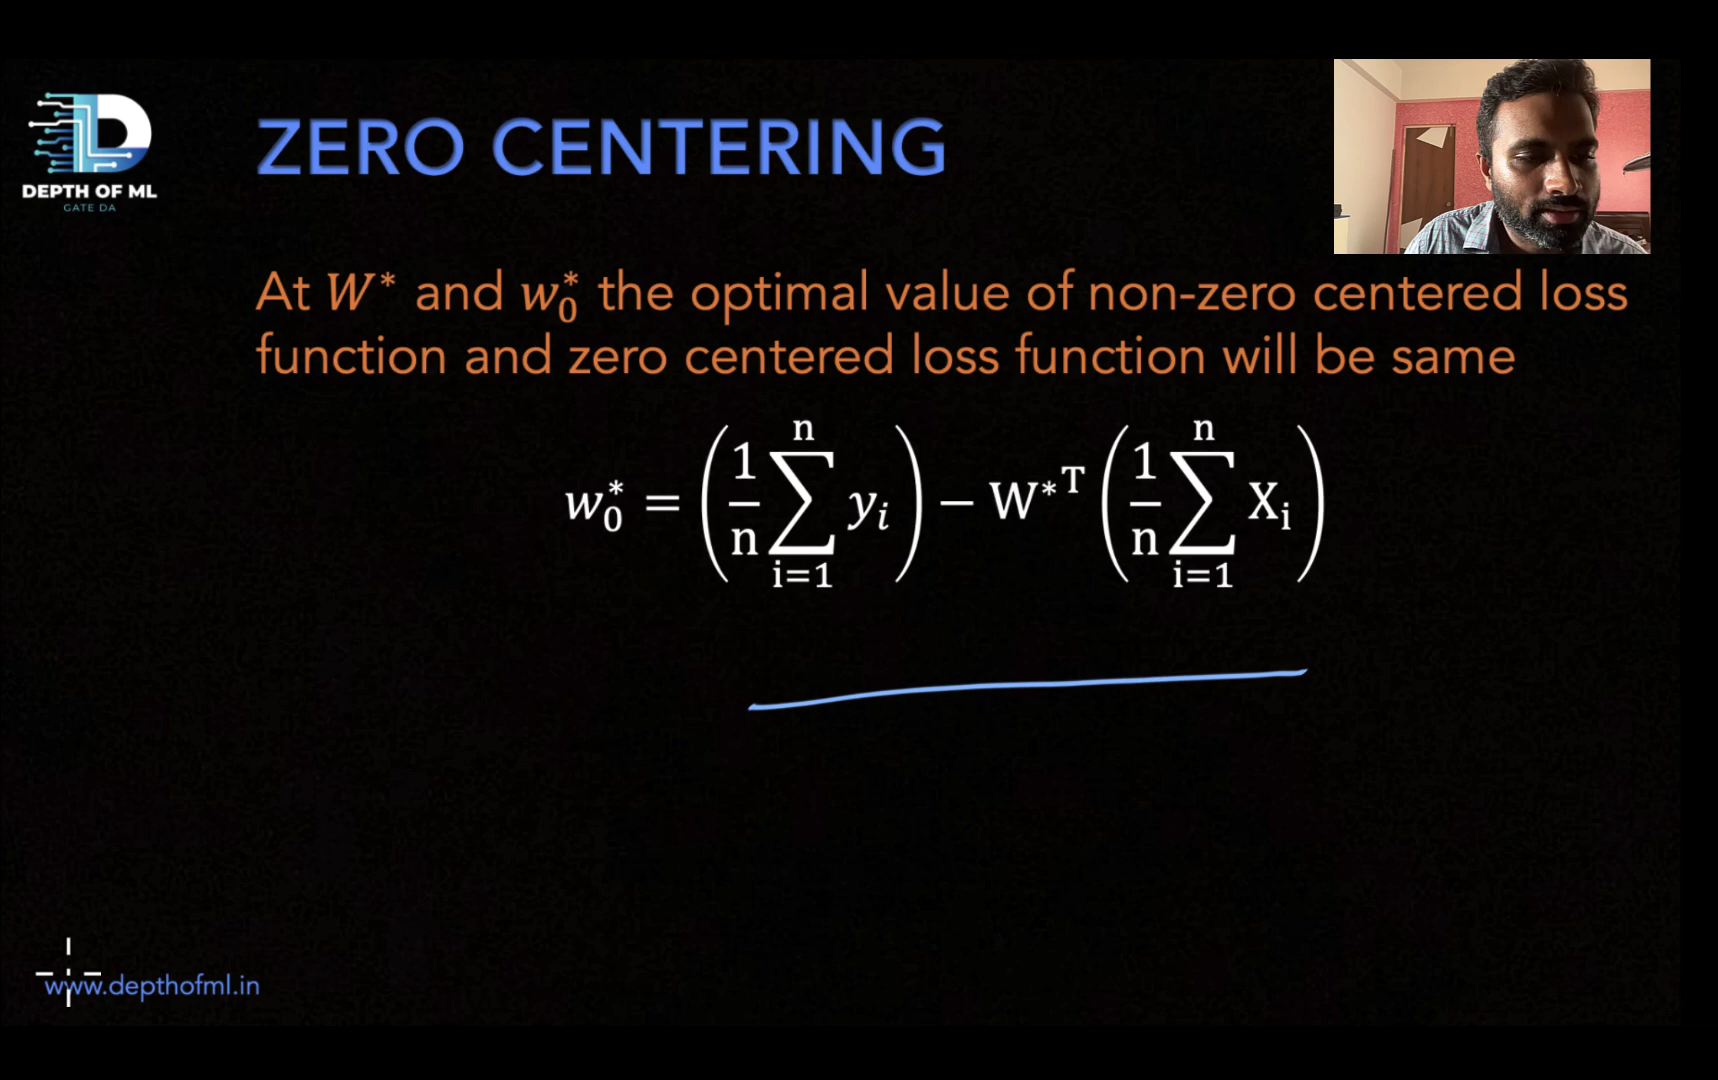 DEPTH OF ML
GATE DA
ZERO CENTERING
At W* and w₀* the optimal value of non-zero centered loss
function and zero centered loss function will be same
w₀* = (1/n ∑ᵢ₌₁ⁿ yᵢ) − W*ᵀ (1/n ∑ᵢ₌₁ⁿ Xᵢ)
www.depthofml.in